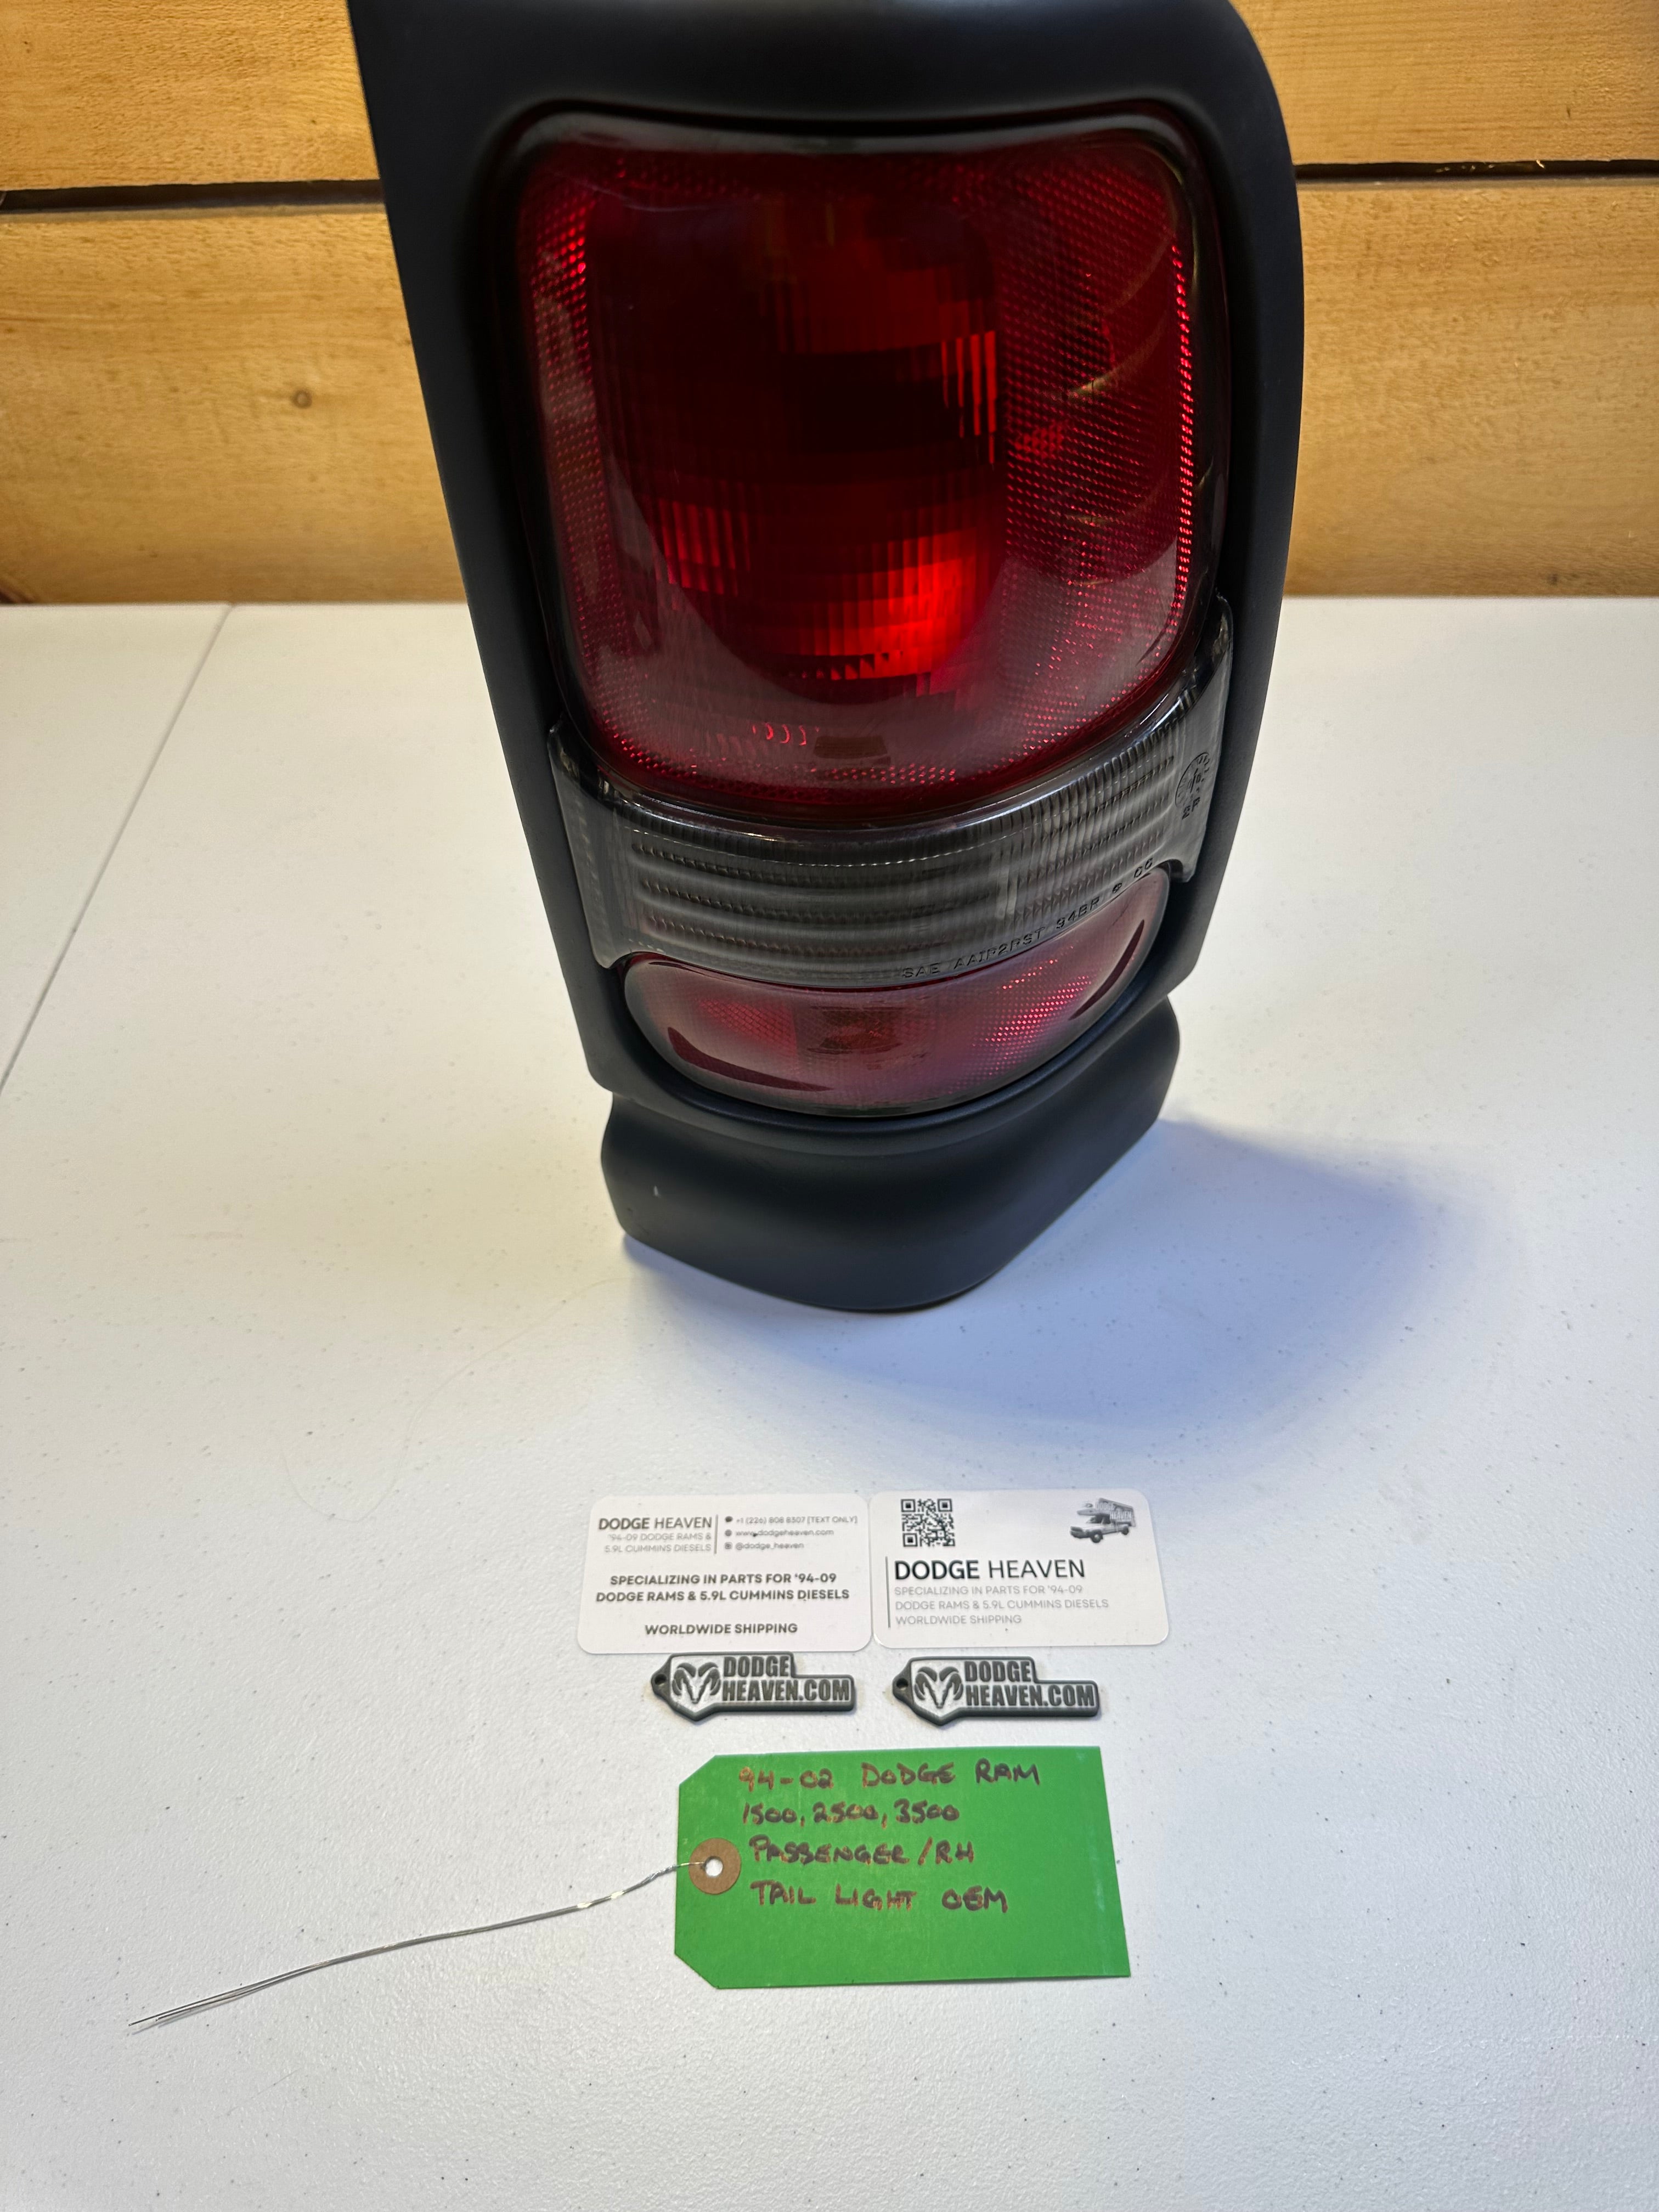 SAE AAIP2RST 94BR
DODGE HEAVEN
'94-09 DODGE RAMS &
5.9L CUMMINS DIESELS
+1 (226) 808 8507 [TEXT ONLY]
www.dodgeheaven.com
@dodge_heaven
SPECIALIZING IN PARTS FOR '94-09
DODGE RAMS & 5.9L CUMMINS DIESELS
WORLDWIDE SHIPPING
DODGE HEAVEN
SPECIALIZING IN PARTS FOR '94-09
DODGE RAMS & 5.9L CUMMINS DIESELS
WORLDWIDE SHIPPING
DODGE
HEAVEN.COM
DODGE
HEAVEN.COM
94-02 DODGE RAM
1500, 2500, 3500
PASSENGER/RH
TAIL LIGHT OEM